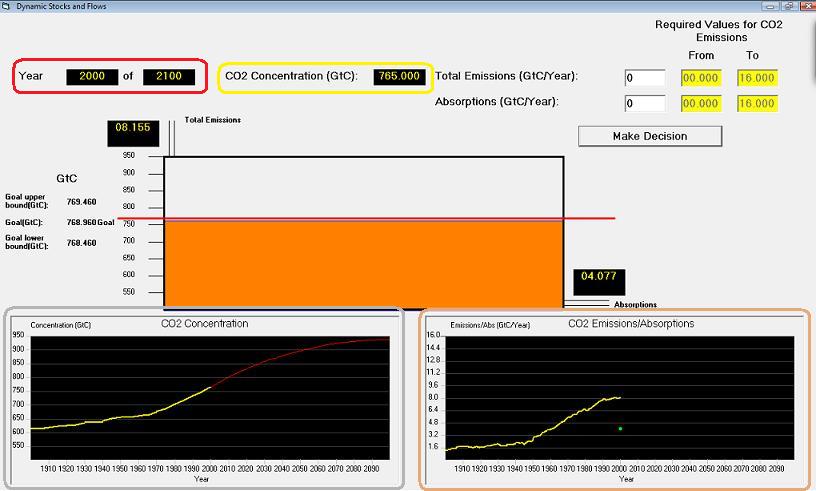 Dynamic Stocks and Flows
Required Values for CO2
Emissions
From To
Year 2000 of 2100 CO2 Concentration (GtC): 765.000 Total Emissions (GtC/Year): 0 00.000 16.000
Absorptions (GtC/Year): 0 00.000 16.000
Make Decision
08.155 Total Emissions
GtC
Goal upper
bound(GtC): 769.460
Goal(GtC): 768.960 Goal
Goal lower
bound(GtC): 768.460
950
900
850
800
750
700
650
600
550
04.077
Absorptions
Concentration (GtC) CO2 Concentration
950
900
850
800
750
700
650
600
550
1910 1920 1930 1940 1950 1960 1970 1980 1990 2000 2010 2020 2030 2040 2050 2060 2070 2080 2090
Year
Emissions/Abs (GtC/Year) CO2 Emissions/Absorptions
16.0
14.4
12.8
11.2
9.6
8.0
6.4
4.8
3.2
1.6
1910 1920 1930 1940 1950 1960 1970 1980 1990 2000 2010 2020 2030 2040 2050 2060 2070 2080 2090
Year